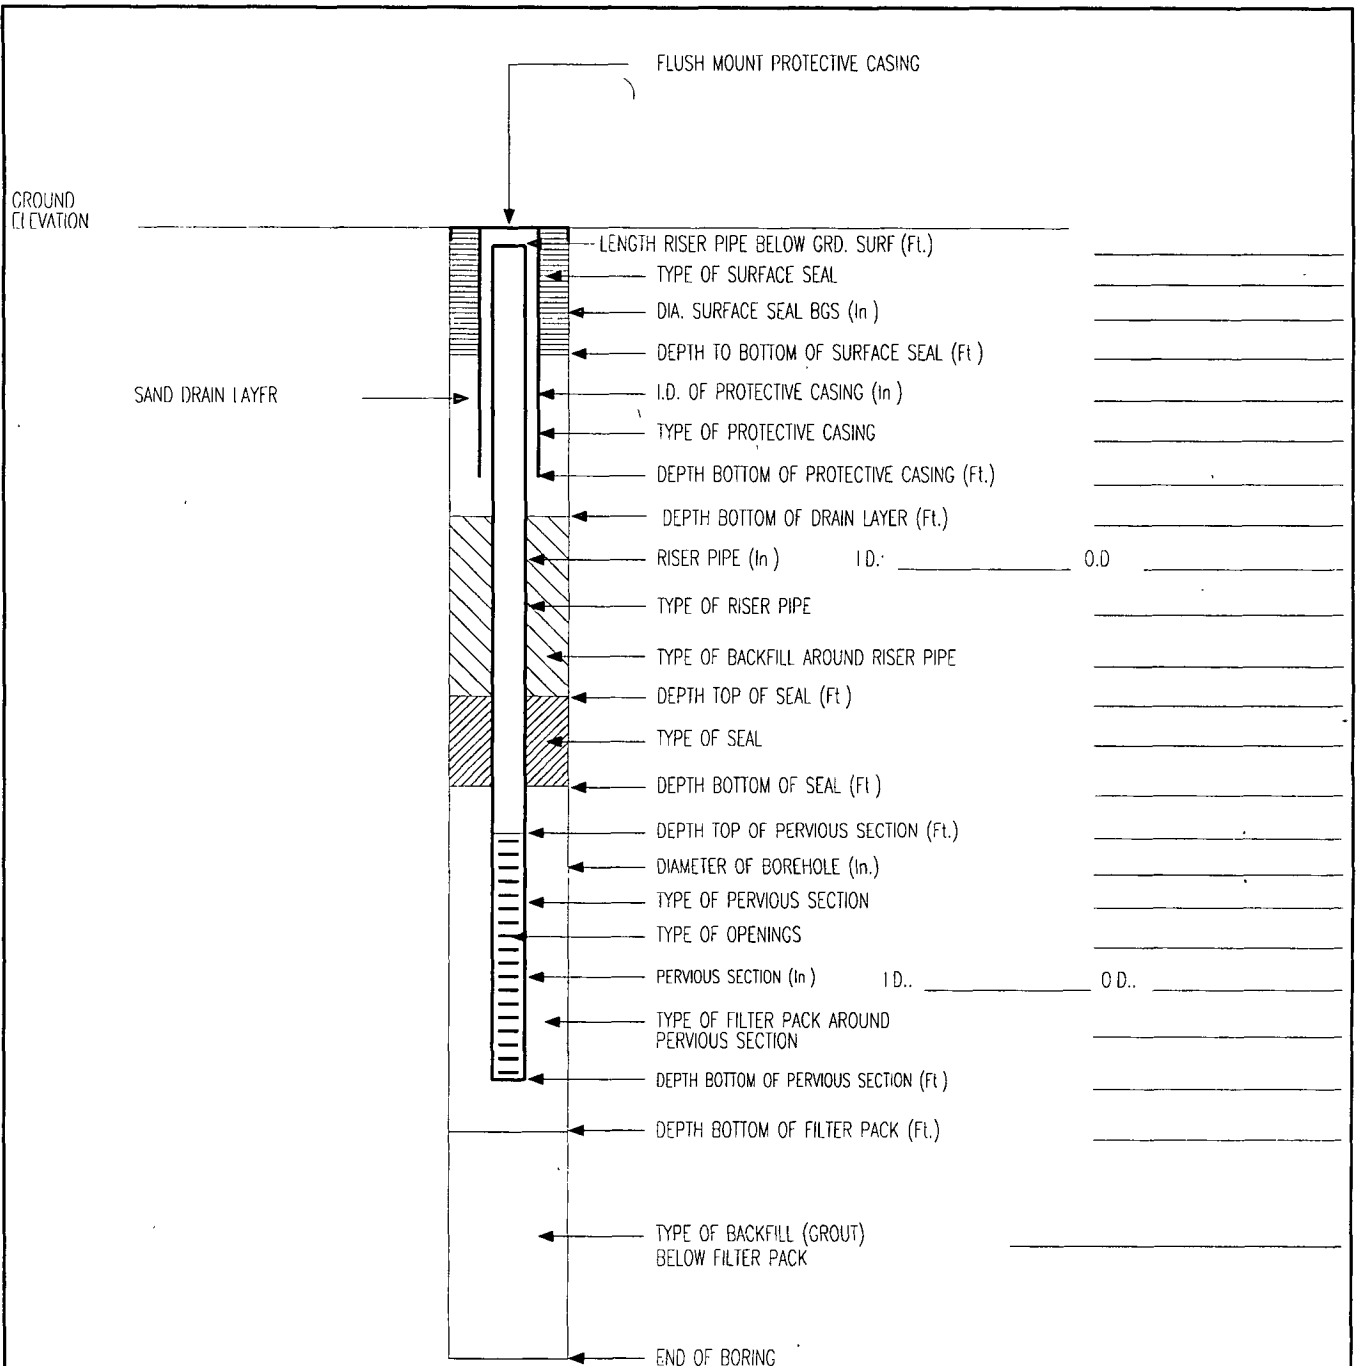 FLUSH MOUNT PROTECTIVE CASING
GROUND
ELEVATION
LENGTH RISER PIPE BELOW GRD. SURF (Ft.)
TYPE OF SURFACE SEAL
DIA. SURFACE SEAL BGS (In )
DEPTH TO BOTTOM OF SURFACE SEAL (Ft )
SAND DRAIN LAYER
I.D. OF PROTECTIVE CASING (In )
TYPE OF PROTECTIVE CASING
DEPTH BOTTOM OF PROTECTIVE CASING (Ft.)
DEPTH BOTTOM OF DRAIN LAYER (Ft.)
RISER PIPE (In ) I D.: O.D
TYPE OF RISER PIPE
TYPE OF BACKFILL AROUND RISER PIPE
DEPTH TOP OF SEAL (Ft )
TYPE OF SEAL
DEPTH BOTTOM OF SEAL (Ft )
DEPTH TOP OF PERVIOUS SECTION (Ft.)
DIAMETER OF BOREHOLE (In.)
TYPE OF PERVIOUS SECTION
TYPE OF OPENINGS
PERVIOUS SECTION (In ) I D.. O D..
TYPE OF FILTER PACK AROUND
PERVIOUS SECTION
DEPTH BOTTOM OF PERVIOUS SECTION (Ft )
DEPTH BOTTOM OF FILTER PACK (Ft.)
TYPE OF BACKFILL (GROUT)
BELOW FILTER PACK
END OF BORING